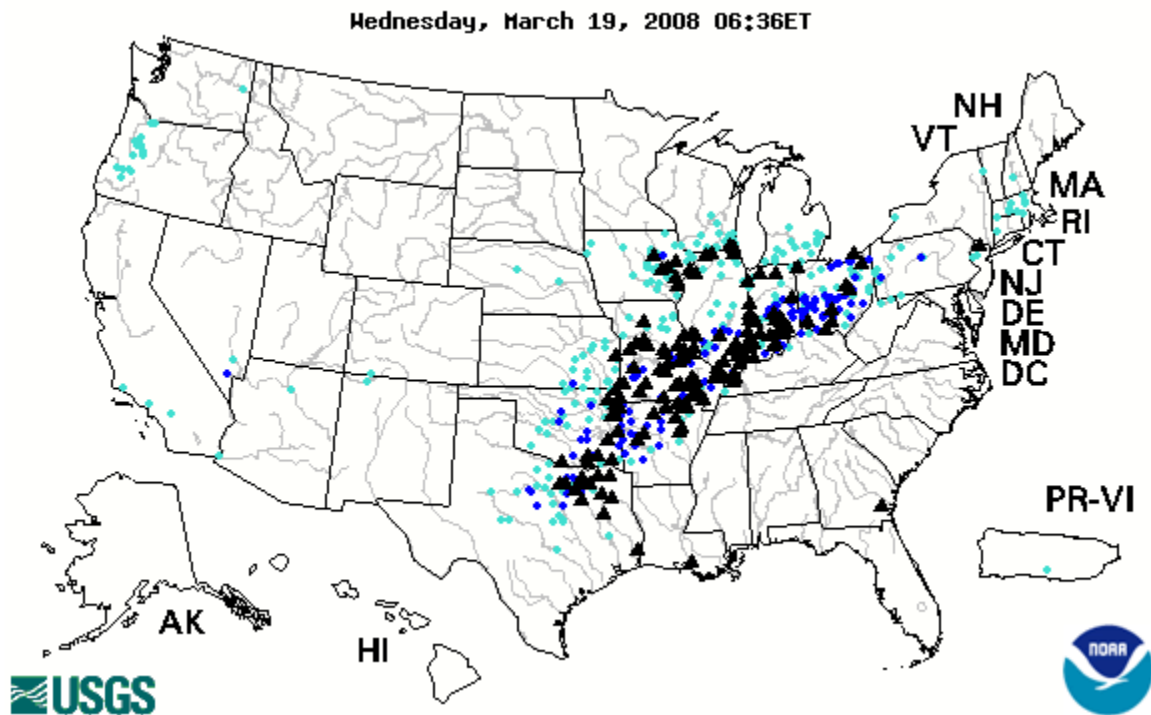 Wednesday, March 19, 2008 06:36ET
NH
VT
MA
RI
CT
NJ
DE
MD
DC
PR-VI
AK
HI
USGS
NOAA